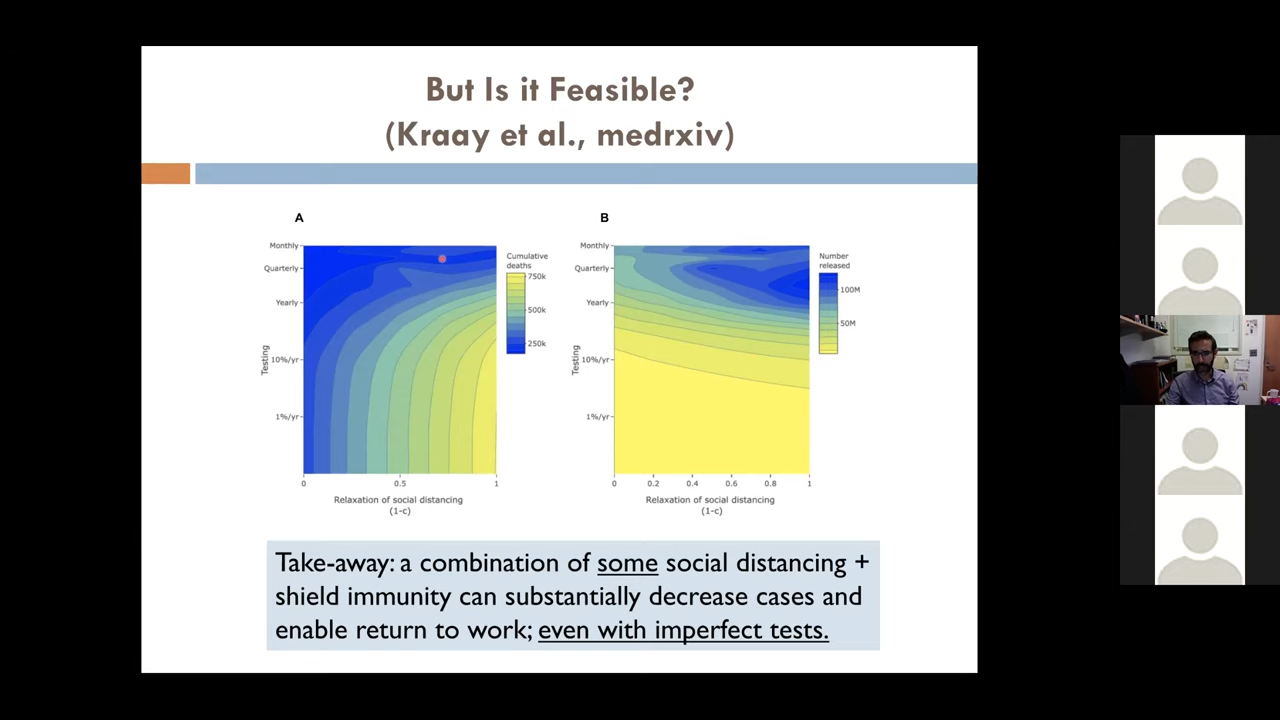 But Is it Feasible?
(Kraay et al., medrxiv)
A
B
Monthly
Quarterly
Yearly
10%/yr
1%/yr
Testing
0
0.5
1
Relaxation of social distancing
(1-c)
Cumulative
deaths
750k
500k
250k
Monthly
Quarterly
Yearly
10%/yr
1%/yr
Testing
0
0.2
0.4
0.6
0.8
1
Relaxation of social distancing
(1-c)
Number
released
100M
50M
Take-away: a combination of some social distancing +
shield immunity can substantially decrease cases and
enable return to work; even with imperfect tests.